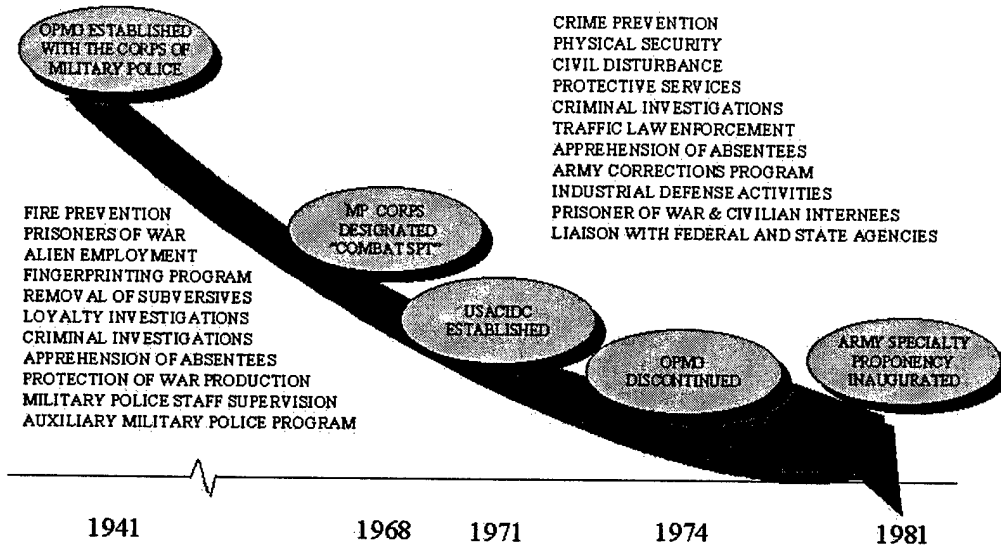 OPMG ESTABLISHED
WITH THE CORPS OF
MILITARY POLICE
CRIME PREVENTION
PHYSICAL SECURITY
CIVIL DISTURBANCE
PROTECTIVE SERVICES
CRIMINAL INVESTIGATIONS
TRAFFIC LAW ENFORCEMENT
APPREHENSION OF ABSENTEES
ARMY CORRECTIONS PROGRAM
INDUSTRIAL DEFENSE ACTIVITIES
PRISONER OF WAR & CIVILIAN INTERNEES
LIAISON WITH FEDERAL AND STATE AGENCIES
FIRE PREVENTION
PRISONERS OF WAR
ALIEN EMPLOYMENT
FINGERPRINTING PROGRAM
REMOVAL OF SUBVERSIVES
LOYALTY INVESTIGATIONS
CRIMINAL INVESTIGATIONS
APPREHENSION OF ABSENTEES
PROTECTION OF WAR PRODUCTION
MILITARY POLICE STAFF SUPERVISION
AUXILIARY MILITARY POLICE PROGRAM
MP CORPS
DESIGNATED
"COMBAT SPT"
USACIDC
ESTABLISHED
OPMG
DISCONTINUED
ARMY SPECIALTY
PROPONENCY
INAUGURATED
1941
1968
1971
1974
1981